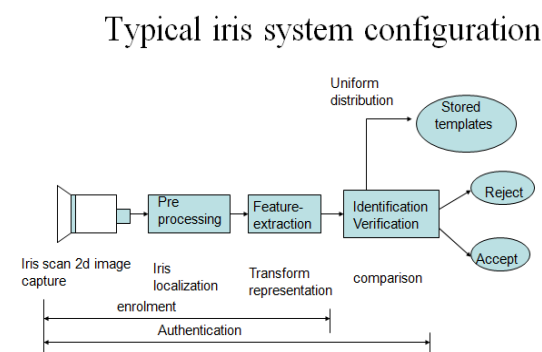 Typical iris system configuration
Uniform
distribution
Stored
templates
Pre
processing
Feature-
extraction
Identification
Verification
Reject
Accept
Iris scan 2d image
capture
Iris
localization
Transform
representation
comparison
enrolment
Authentication